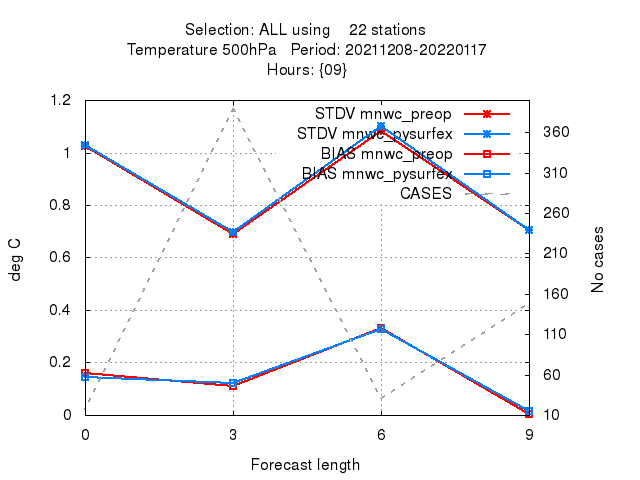 Selection: ALL using 22 stations
Temperature 500hPa Period: 20211208-20220117
Hours: {09}
STDV mnwc_preop
STDV mnwc_pysurfex
BIAS mnwc_preop
BIAS mnwc_pysurfex
CASES
1.2
1
0.8
0.6
0.4
0.2
0
deg C
360
310
260
210
160
110
60
10
No cases
0 3 6 9
Forecast length